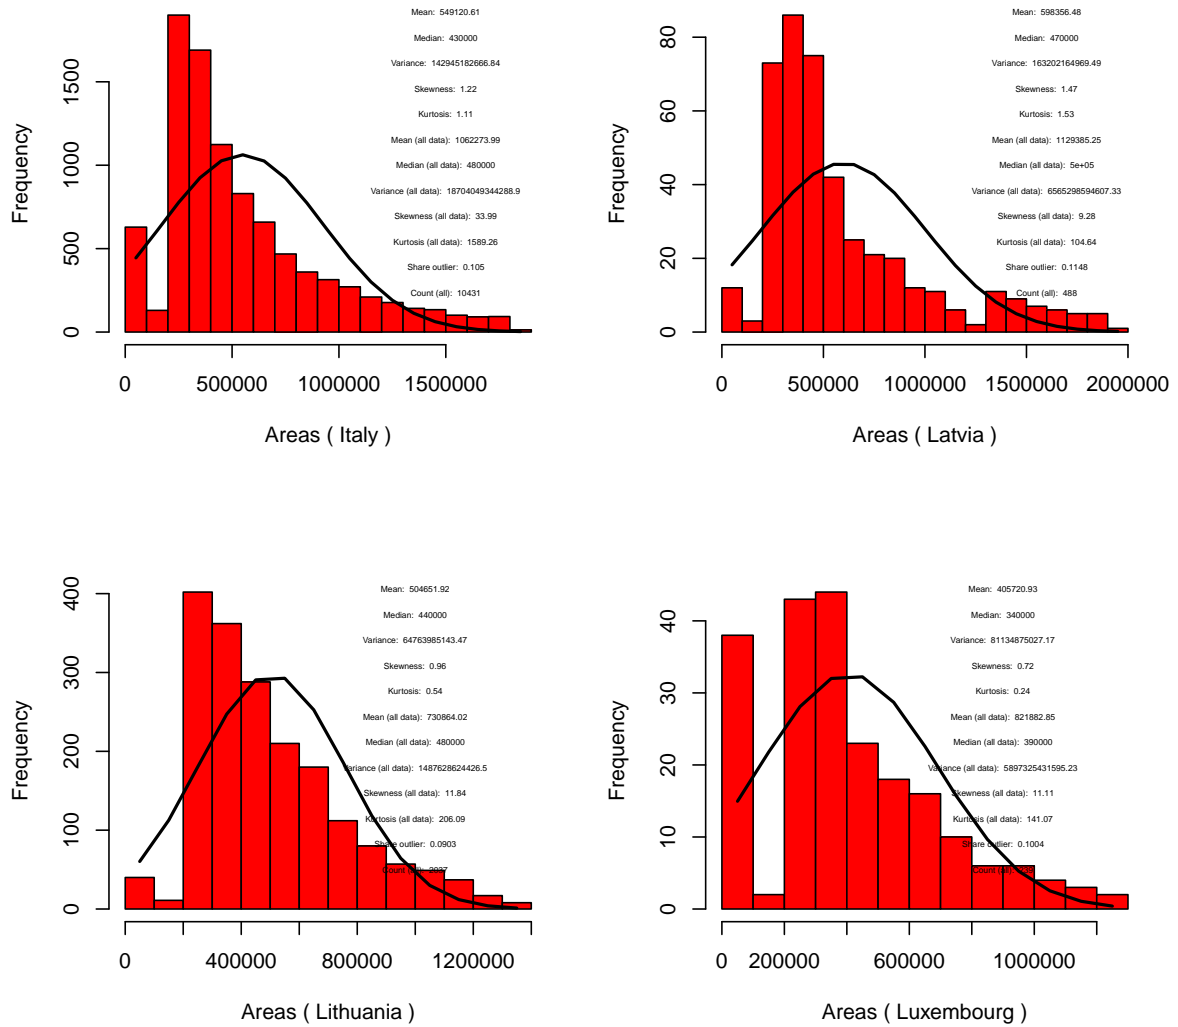 Mean: 549120.61
Median: 430000
Variance: 142945182666.84
Skewness: 1.22
Kurtosis: 1.11
Mean (all data): 1062273.99
Median (all data): 480000
Variance (all data): 18704049344288.9
Skewness (all data): 33.99
Kurtosis (all data): 1589.26
Share outlier: 0.105
Count (all): 10431
Frequency
0 500 1000 1500
0 500000 1000000 1500000
Areas ( Italy )
Mean: 598356.48
Median: 470000
Variance: 163202164969.49
Skewness: 1.47
Kurtosis: 1.53
Mean (all data): 1129385.25
Median (all data): 5e+05
Variance (all data): 6565298594607.33
Skewness (all data): 9.28
Kurtosis (all data): 104.64
Share outlier: 0.1148
Count (all): 488
Frequency
0 20 40 60 80
0 500000 1000000 1500000 2000000
Areas ( Latvia )
Mean: 504651.92
Median: 440000
Variance: 64763985143.47
Skewness: 0.96
Kurtosis: 0.54
Mean (all data): 730864.02
Median (all data): 480000
Variance (all data): 1487628624426.5
Skewness (all data): 11.84
Kurtosis (all data): 206.09
Share outlier: 0.0903
Count (all): 2037
Frequency
0 100 200 300 400
0 400000 800000 1200000
Areas ( Lithuania )
Mean: 405720.93
Median: 340000
Variance: 81134875027.17
Skewness: 0.72
Kurtosis: 0.24
Mean (all data): 821882.85
Median (all data): 390000
Variance (all data): 5897325431595.23
Skewness (all data): 11.11
Kurtosis (all data): 141.07
Share outlier: 0.1004
Count (all): 239
Frequency
0 10 20 30 40
0 200000 600000 1000000
Areas ( Luxembourg )